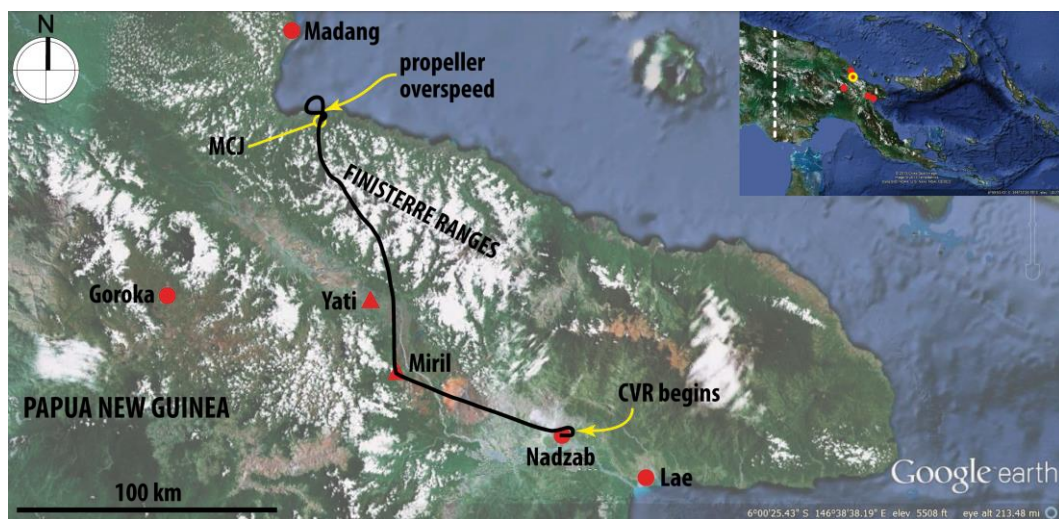 N
Madang
propeller
overspeed
MCJ
FINISTERRE RANGES
Goroka
Yati
Miril
PAPUA NEW GUINEA
CVR begins
Nadzab
Lae
100 km
Google earth
6°00'25.43" S 146°38'38.19" E elev 5508 ft eye alt 213.48 mi